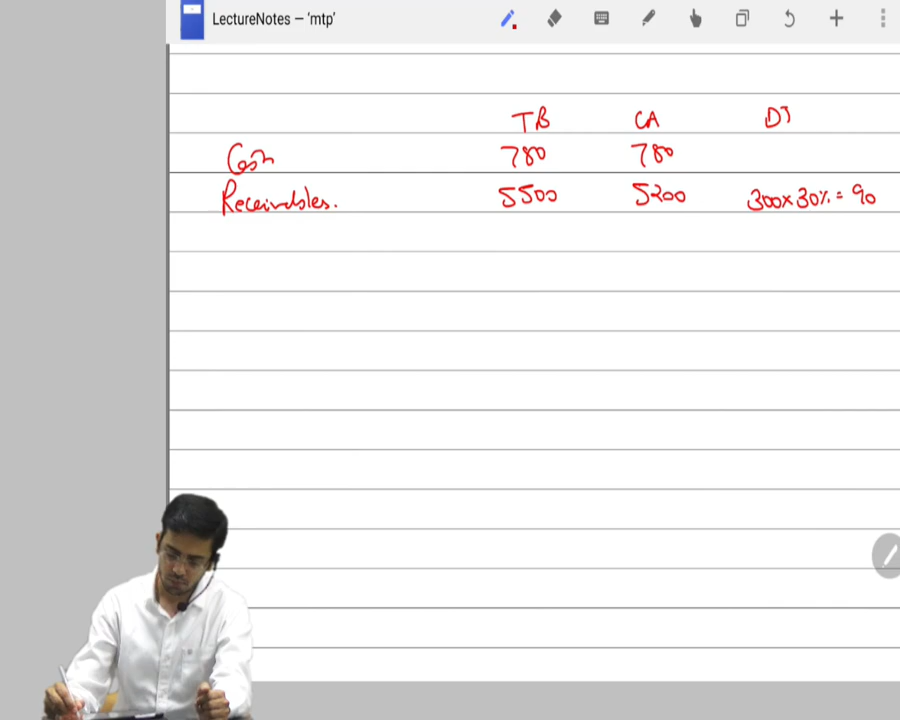 LectureNotes – 'mtp'
TB CA DT
Cash 780 780
Receivables. 5500 5200 300×30% = 90